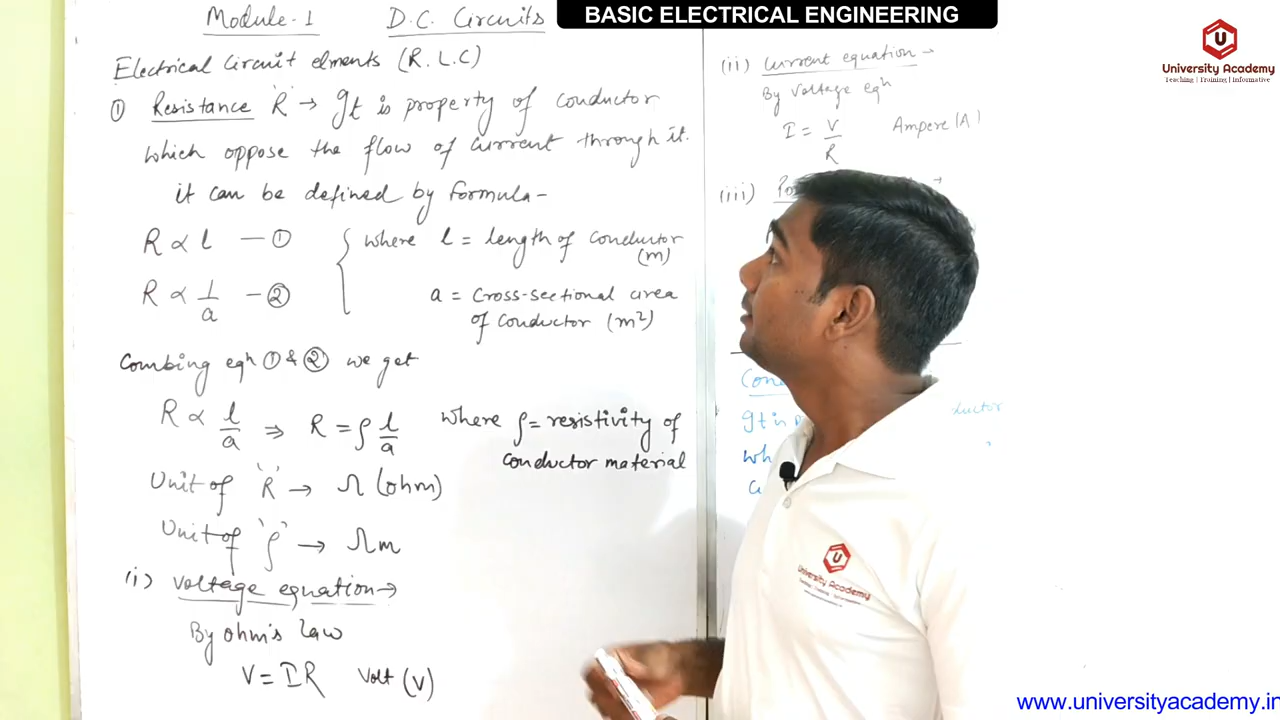 BASIC ELECTRICAL ENGINEERING
University Academy
Teaching | Training | Informative
Module-1 D.C. Circuits
Electrical Circuit elments (R.L.C)
① Resistance 'R' → It is property of conductor
which oppose the flow of current through it.
it can be defined by formula-
R ∝ l — ①
where l = length of conductor
(m)
R ∝ 1/a — ②
a = Cross-sectional area
of conductor (m²)
Combing eqn ① & ② we get
R ∝ l/a ⇒ R = ρ l/a
where ρ = resistivity of
conductor material
Unit of 'R' → Ω (ohm)
Unit of 'ρ' → Ωm
(i) Voltage equation →
By ohm's law
V = IR Volt (V)
(ii) Current equation →
By Voltage eqn
I = V/R Ampere (A)
(iii)
It is
University Academy
www.universityacademy.in